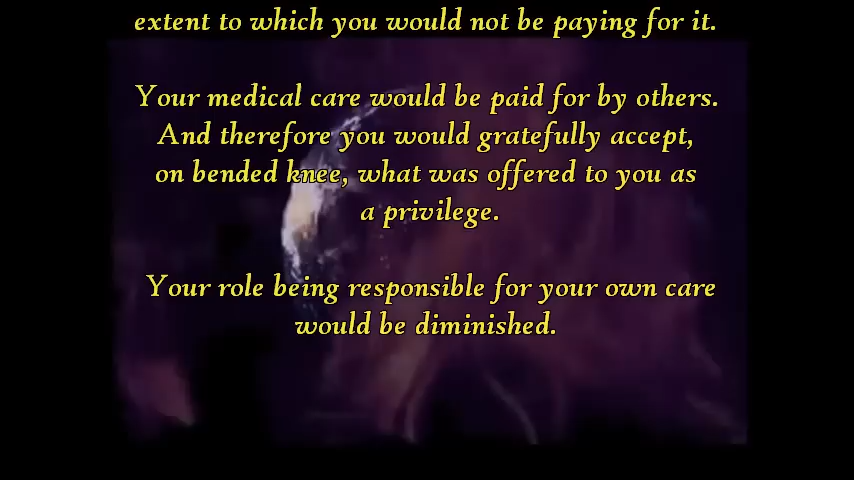 extent to which you would not be paying for it.
Your medical care would be paid for by others.
And therefore you would gratefully accept,
on bended knee, what was offered to you as
a privilege.
Your role being responsible for your own care
would be diminished.